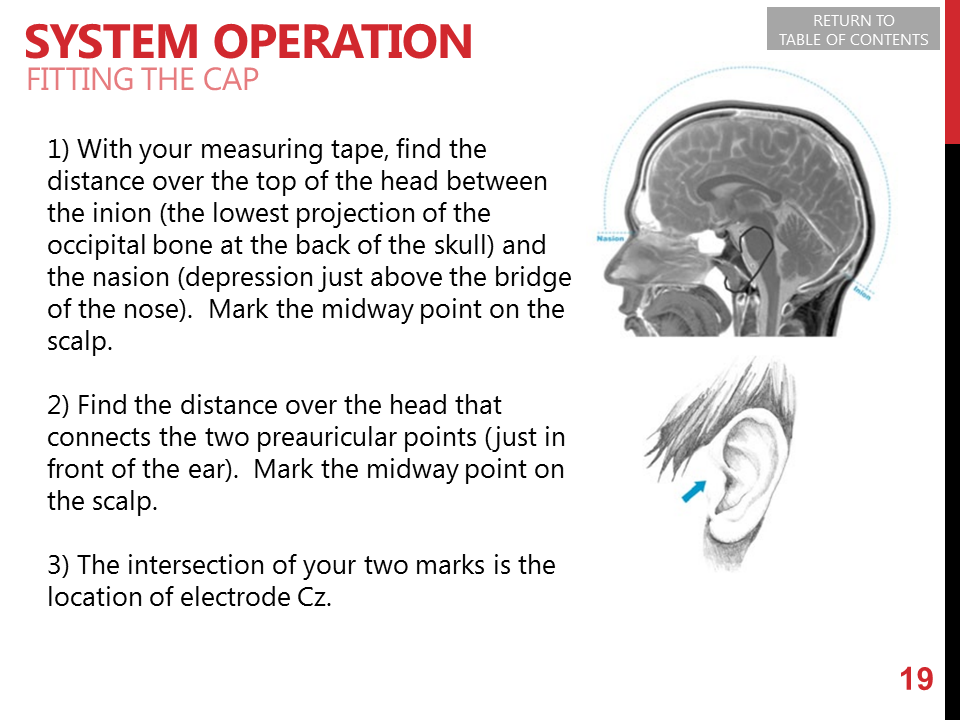 SYSTEM OPERATION
FITTING THE CAP
RETURN TO
TABLE OF CONTENTS
1) With your measuring tape, find the
distance over the top of the head between
the inion (the lowest projection of the
occipital bone at the back of the skull) and
the nasion (depression just above the bridge
of the nose).  Mark the midway point on the
scalp.
2) Find the distance over the head that
connects the two preauricular points (just in
front of the ear).  Mark the midway point on
the scalp.
3) The intersection of your two marks is the
location of electrode Cz.
Nasion
Inion
19